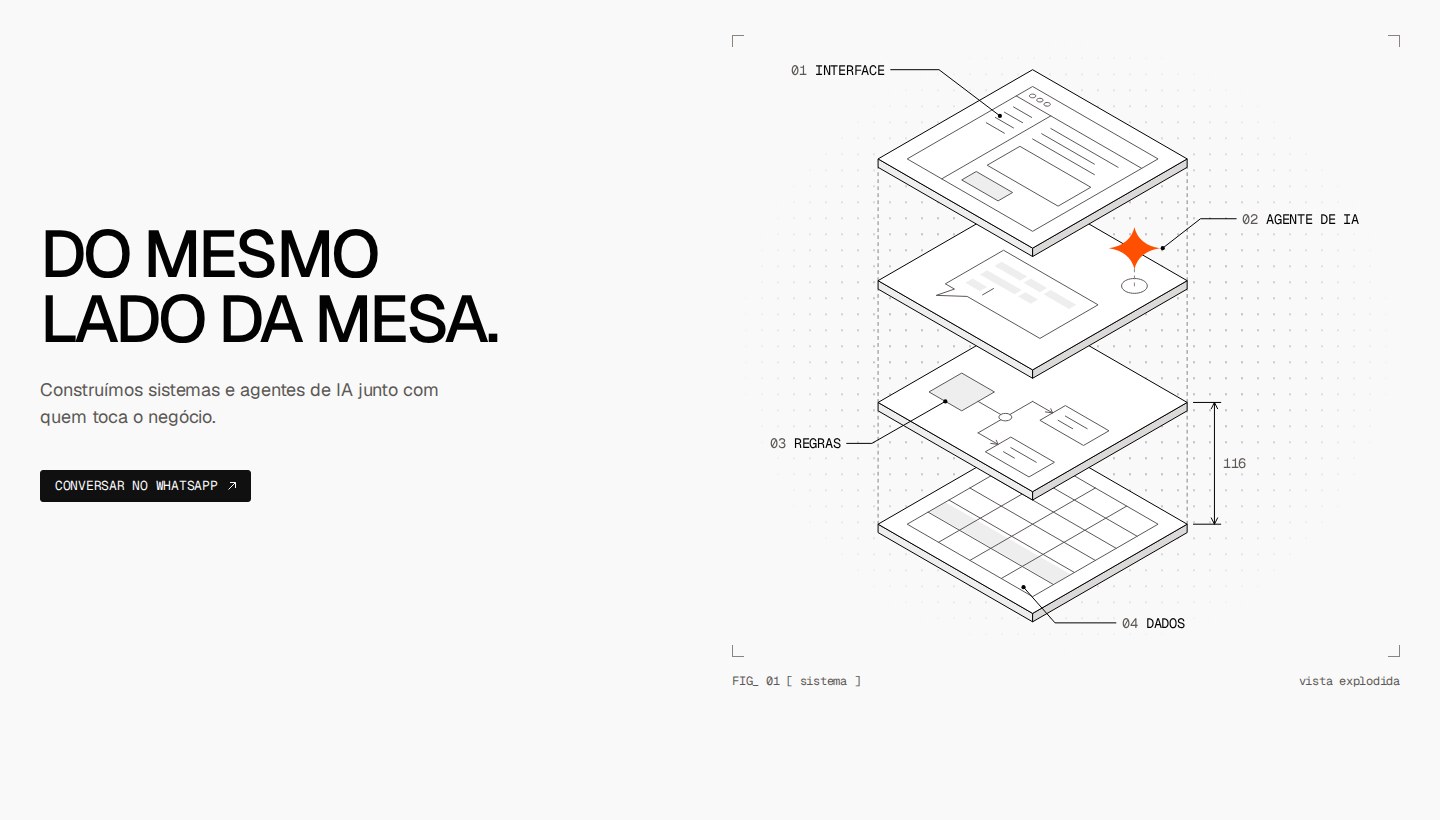 DO MESMO
LADO DA MESA.
Construímos sistemas e agentes de IA junto com
quem toca o negócio.
CONVERSAR NO WHATSAPP
01 INTERFACE
02 AGENTE DE IA
03 REGRAS
116
04 DADOS
FIG_ 01 [ sistema ]
vista explodida